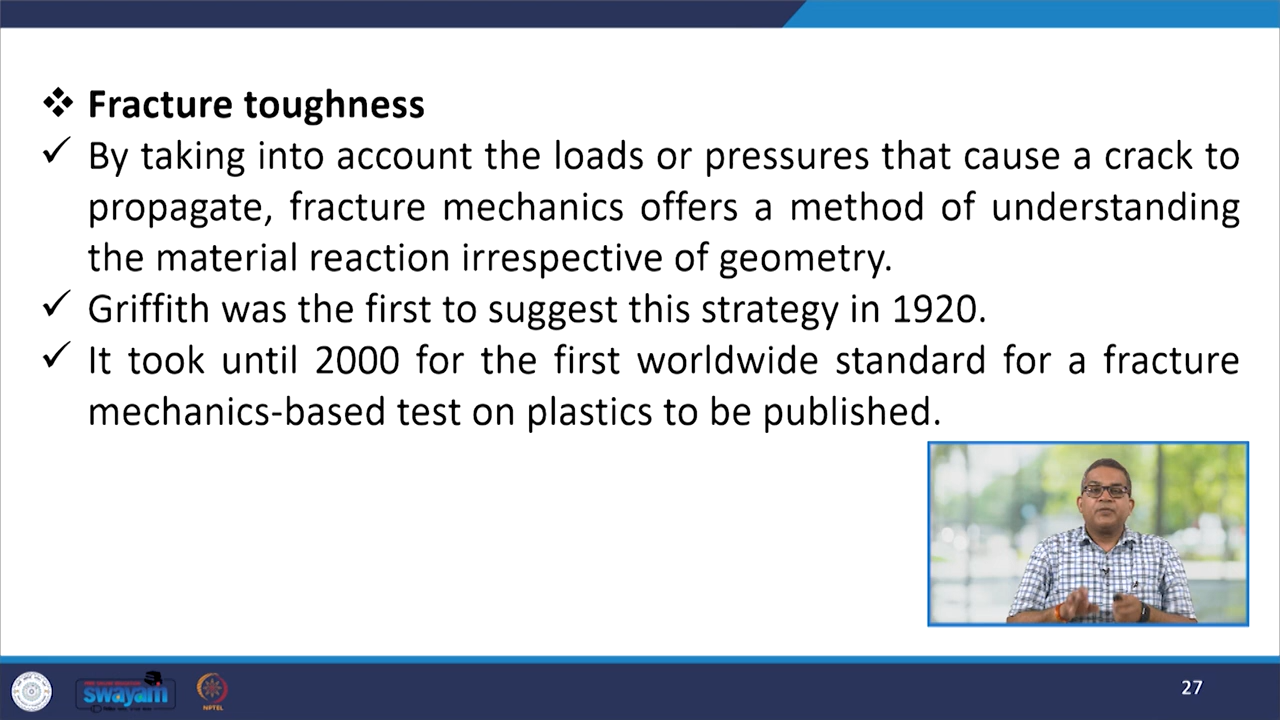 ❖ Fracture toughness
✓ By taking into account the loads or pressures that cause a crack to
propagate, fracture mechanics offers a method of understanding
the material reaction irrespective of geometry.
✓ Griffith was the first to suggest this strategy in 1920.
✓ It took until 2000 for the first worldwide standard for a fracture
mechanics-based test on plastics to be published.
swayam
NPTEL
27